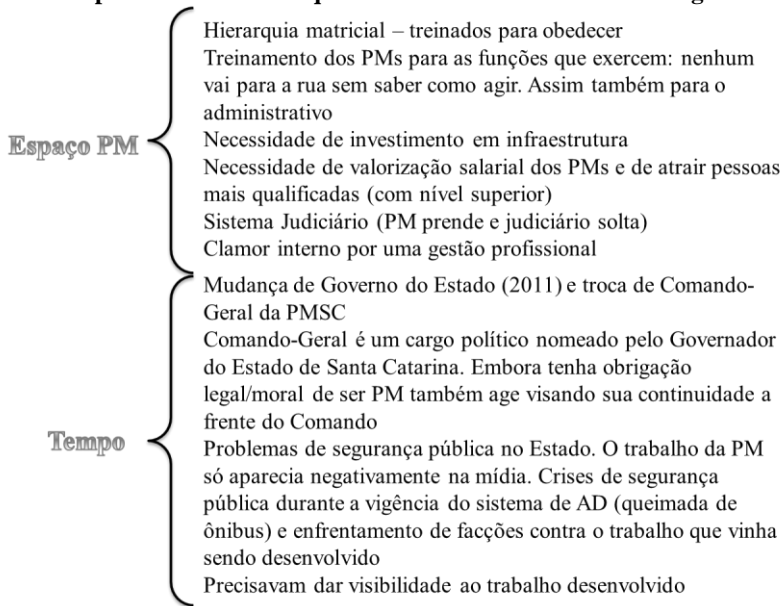 Hierarquia matricial – treinados para obedecer
Treinamento dos PMs para as funções que exercem: nenhum
vai para a rua sem saber como agir. Assim também para o
administrativo
Espaço PM
Necessidade de investimento em infraestrutura
Necessidade de valorização salarial dos PMs e de atrair pessoas
mais qualificadas (com nível superior)
Sistema Judiciário (PM prende e judiciário solta)
Clamor interno por uma gestão profissional
Mudança de Governo do Estado (2011) e troca de Comando-
Geral da PMSC
Comando-Geral é um cargo político nomeado pelo Governador
do Estado de Santa Catarina. Embora tenha obrigação
legal/moral de ser PM também age visando sua continuidade a
frente do Comando
Tempo
Problemas de segurança pública no Estado. O trabalho da PM
só aparecia negativamente na mídia. Crises de segurança
pública durante a vigência do sistema de AD (queimada de
ônibus) e enfrentamento de facções contra o trabalho que vinha
sendo desenvolvido
Precisavam dar visibilidade ao trabalho desenvolvido